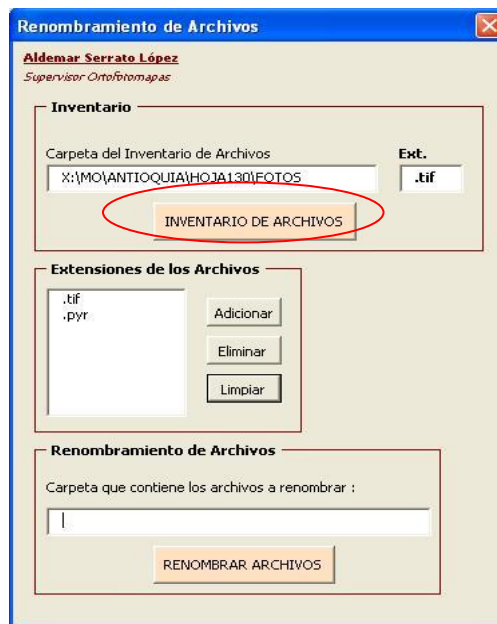 Renombramiento de Archivos
Aldemar Serrato López
Supervisor Ortofotomapas
Inventario
Carpeta del Inventario de Archivos
Ext.
X:\MO\ANTIOQUIA\HOJA130\FOTOS
.tif
INVENTARIO DE ARCHIVOS
Extensiones de los Archivos
.tif
.pyr
Adicionar
Eliminar
Limpiar
Renombramiento de Archivos
Carpeta que contiene los archivos a renombrar :
RENOMBRAR ARCHIVOS